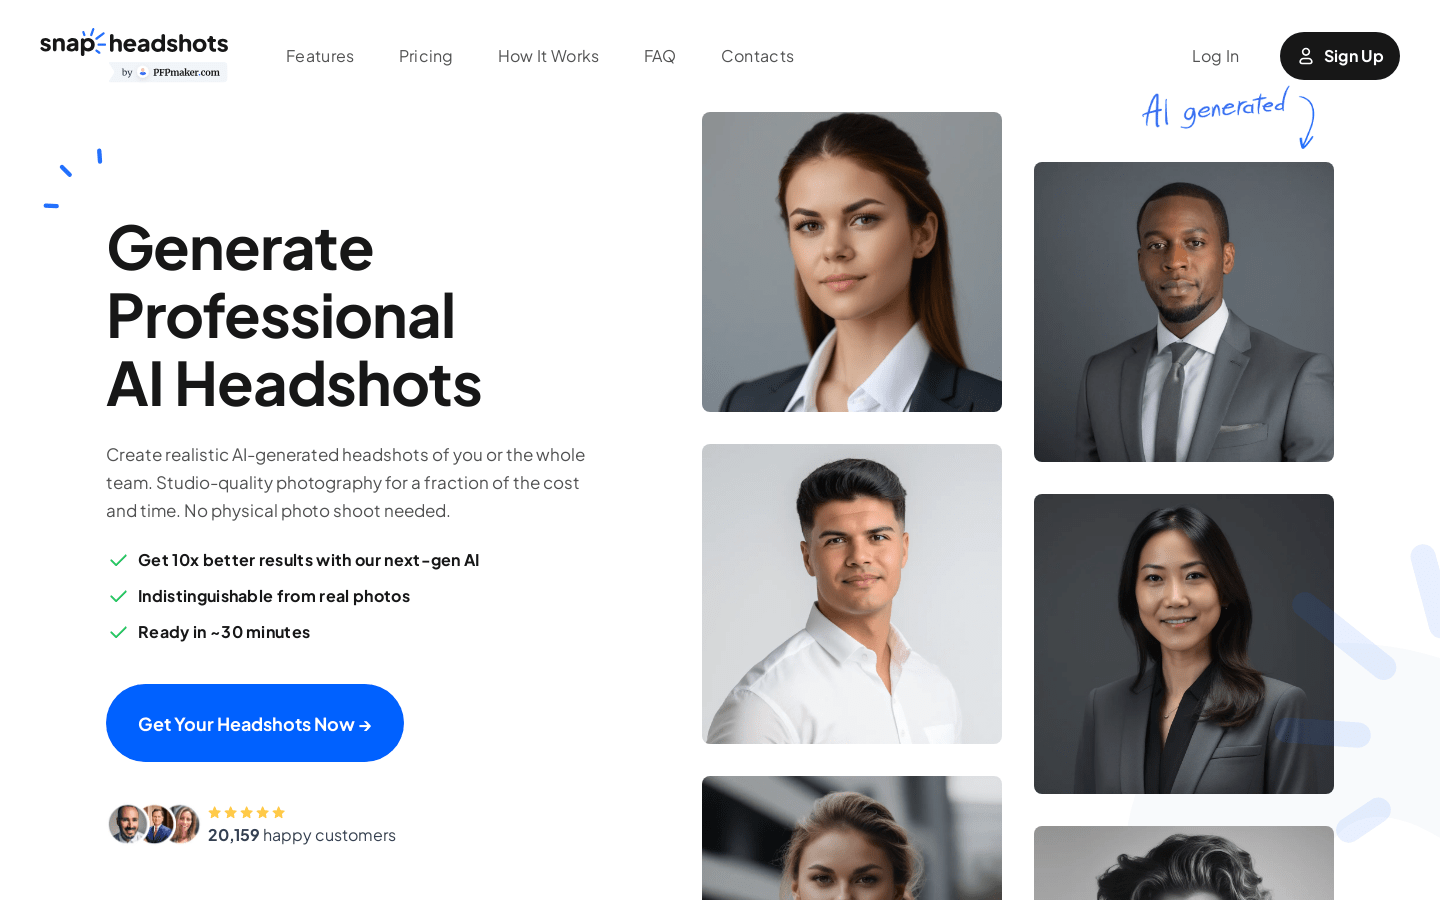 snap headshots
by PFPmaker.com
Features
Pricing
How It Works
FAQ
Contacts
Log In
Sign Up
AI generated
Generate
Professional
AI Headshots
Create realistic AI-generated headshots of you or the whole
team. Studio-quality photography for a fraction of the cost
and time. No physical photo shoot needed.
Get 10x better results with our next-gen AI
Indistinguishable from real photos
Ready in ~30 minutes
Get Your Headshots Now →
20,159 happy customers